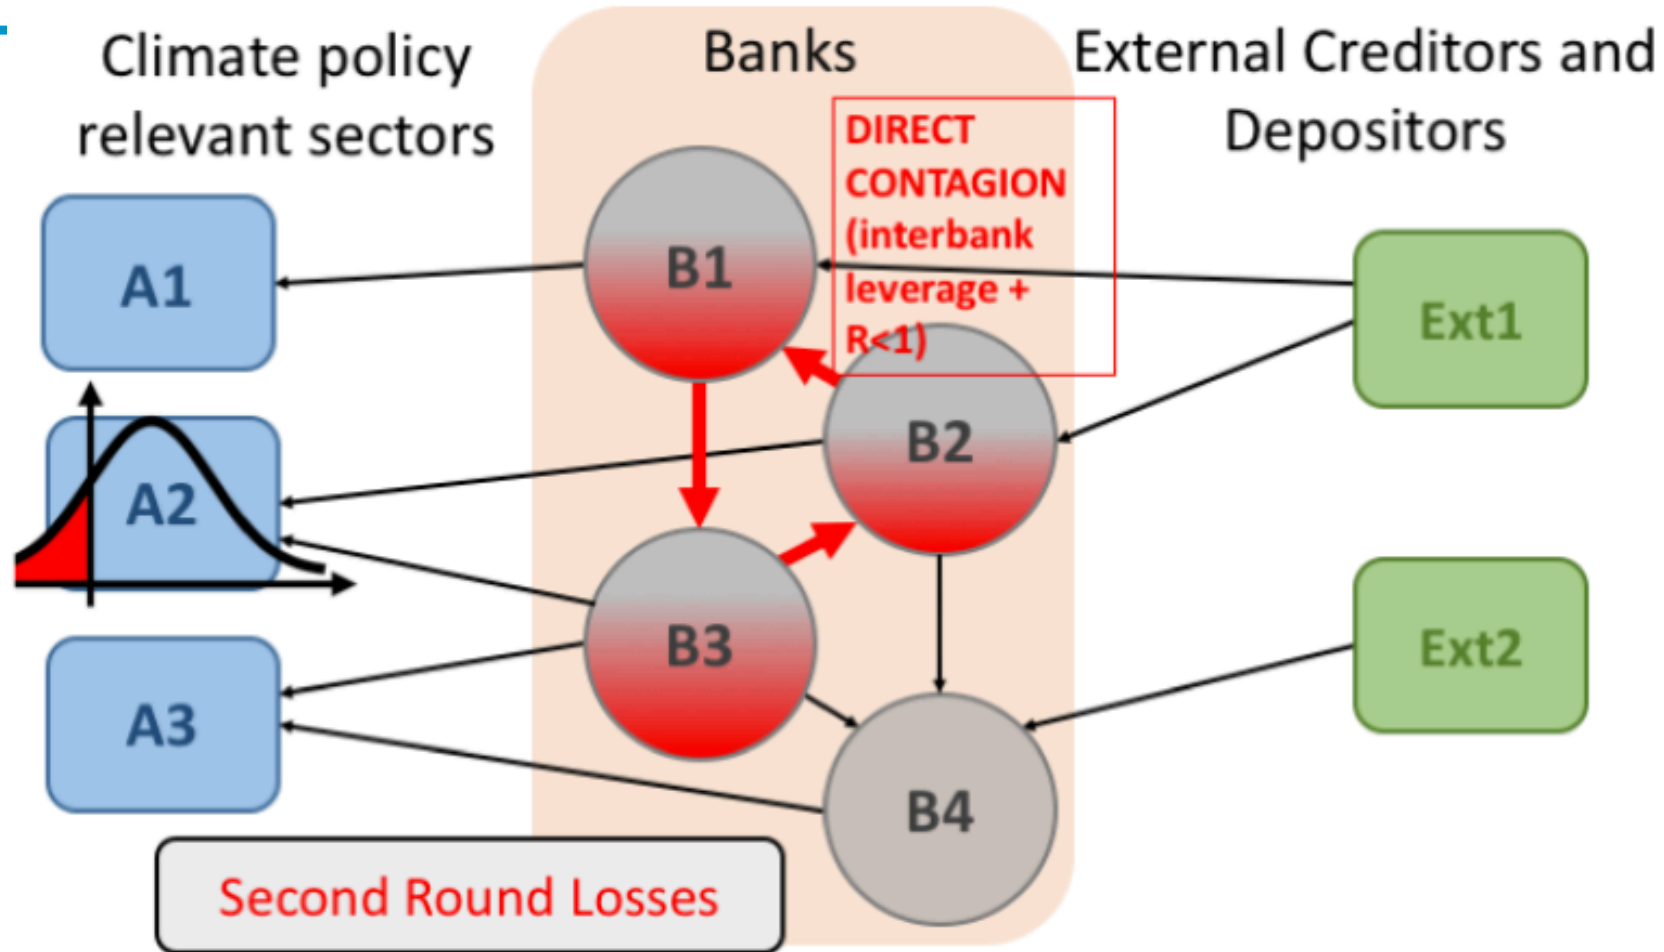 Climate policy
relevant sectors
Banks
External Creditors and
Depositors
DIRECT
CONTAGION
(interbank
leverage +
R<1)
A1
B1
Ext1
A2
B2
B3
Ext2
A3
B4
Second Round Losses